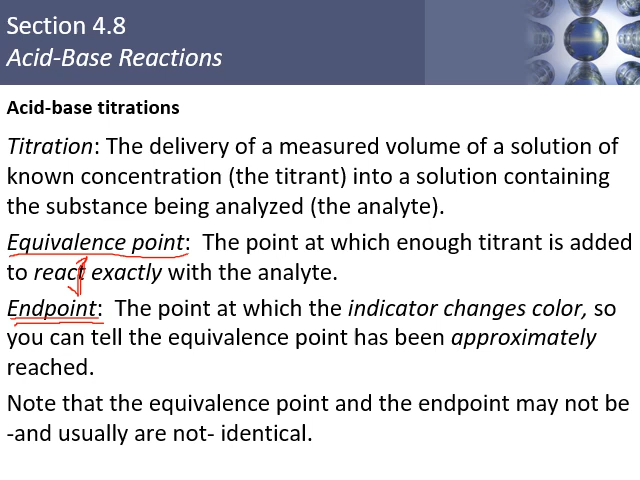 Section 4.8
Acid-Base Reactions
Acid-base titrations
Titration: The delivery of a measured volume of a solution of
known concentration (the titrant) into a solution containing
the substance being analyzed (the analyte).
Equivalence point: The point at which enough titrant is added
to react exactly with the analyte.
Endpoint: The point at which the indicator changes color, so
you can tell the equivalence point has been approximately
reached.
Note that the equivalence point and the endpoint may not be
-and usually are not- identical.